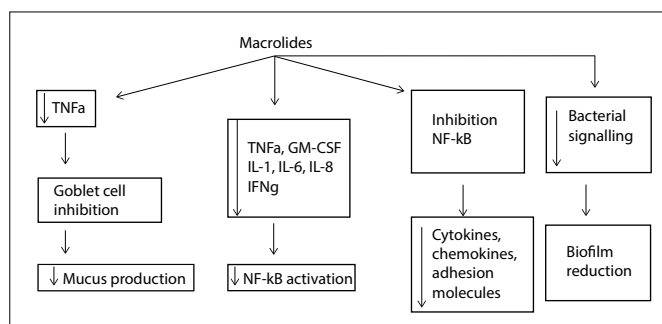 Macrolides
TNFa
Goblet cell
inhibition
Mucus production
TNFa, GM-CSF
IL-1, IL-6, IL-8
IFNg
NF-kB activation
Inhibition
NF-kB
Cytokines,
chemokines,
adhesion
molecules
Bacterial
signalling
Biofilm
reduction